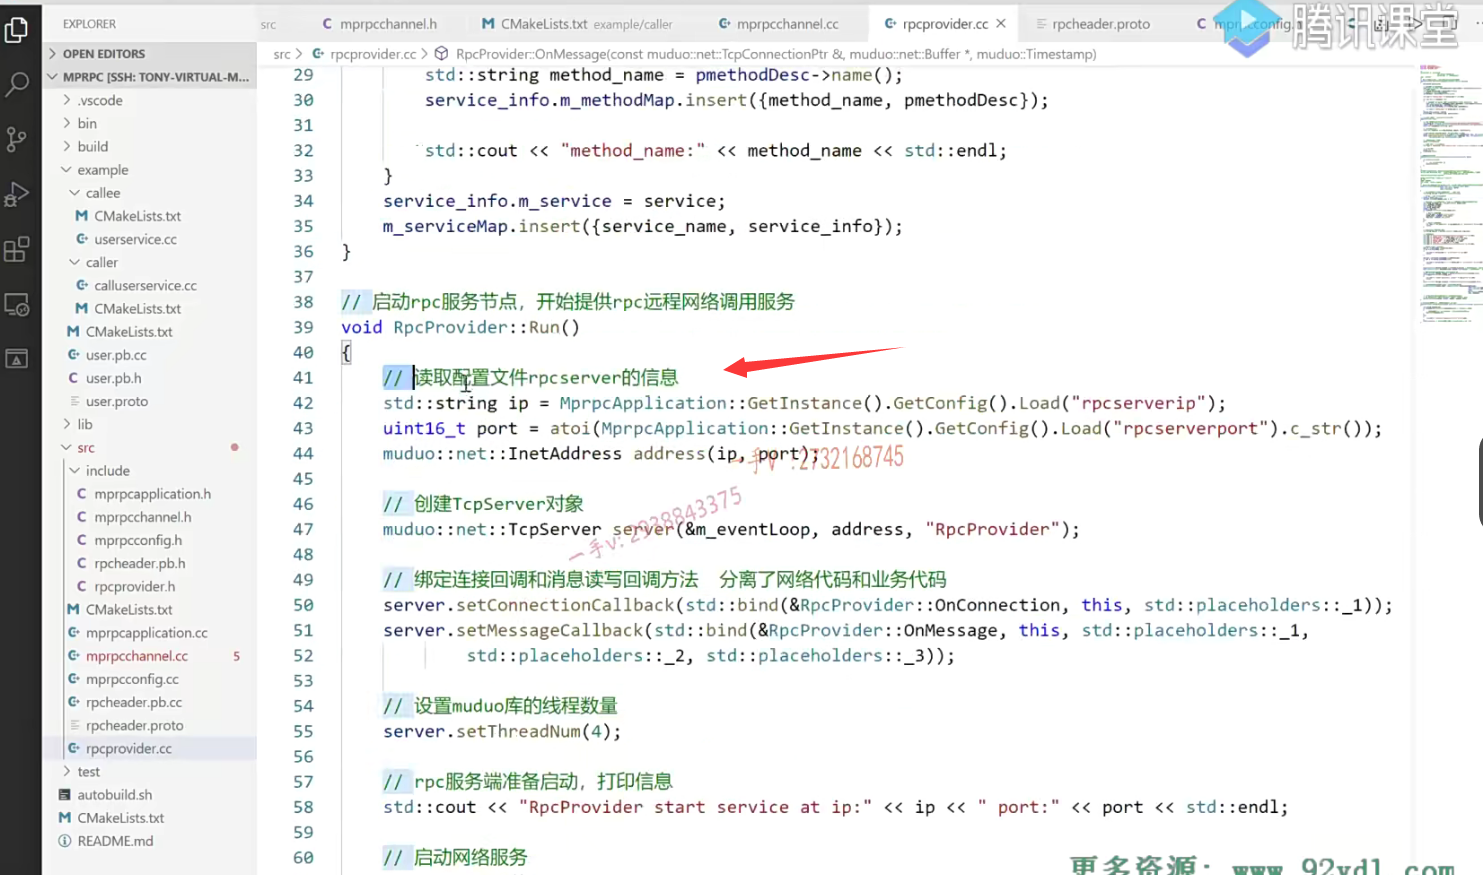 EXPLORER
src
mprpcchannel.h
CMakeLists.txt example/caller
mprpcchannel.cc
rpcprovider.cc
rpcheader.proto
腾讯课堂
OPEN EDITORS
src > rpcprovider.cc > RpcProvider::OnMessage(const muduo::net::TcpConnectionPtr &, muduo::net::Buffer *, muduo::Timestamp)
MPRPC [SSH: TONY-VIRTUAL-M...
.vscode
bin
build
example
callee
CMakeLists.txt
userservice.cc
caller
calluserservice.cc
CMakeLists.txt
CMakeLists.txt
user.pb.cc
user.pb.h
user.proto
lib
src
include
mprpcapplication.h
mprpcchannel.h
mprpcconfig.h
rpcheader.pb.h
rpcprovider.h
CMakeLists.txt
mprpcapplication.cc
mprpcchannel.cc 5
mprpcconfig.cc
rpcheader.pb.cc
rpcheader.proto
rpcprovider.cc
test
autobuild.sh
CMakeLists.txt
README.md
29 std::string method_name = pmethodDesc->name();
30 service_info.m_methodMap.insert({method_name, pmethodDesc});
31
32 std::cout << "method_name:" << method_name << std::endl;
33 }
34 service_info.m_service = service;
35 m_serviceMap.insert({service_name, service_info});
36 }
37
38 // 启动rpc服务节点，开始提供rpc远程网络调用服务
39 void RpcProvider::Run()
40 {
41 // 读取配置文件rpcserver的信息
42 std::string ip = MprpcApplication::GetInstance().GetConfig().Load("rpcserverip");
43 uint16_t port = atoi(MprpcApplication::GetInstance().GetConfig().Load("rpcserverport").c_str());
44 muduo::net::InetAddress address(ip, port);
一手v :2732168745
45
46 // 创建TcpServer对象
47 muduo::net::TcpServer server(&m_eventLoop, address, "RpcProvider");
一手v: 2938843375
48
49 // 绑定连接回调和消息读写回调方法 分离了网络代码和业务代码
50 server.setConnectionCallback(std::bind(&RpcProvider::OnConnection, this, std::placeholders::_1));
51 server.setMessageCallback(std::bind(&RpcProvider::OnMessage, this, std::placeholders::_1,
52 std::placeholders::_2, std::placeholders::_3));
53
54 // 设置muduo库的线程数量
55 server.setThreadNum(4);
56
57 // rpc服务端准备启动，打印信息
58 std::cout << "RpcProvider start service at ip:" << ip << " port:" << port << std::endl;
59
60 // 启动网络服务
更多资源: www.92ydl.com